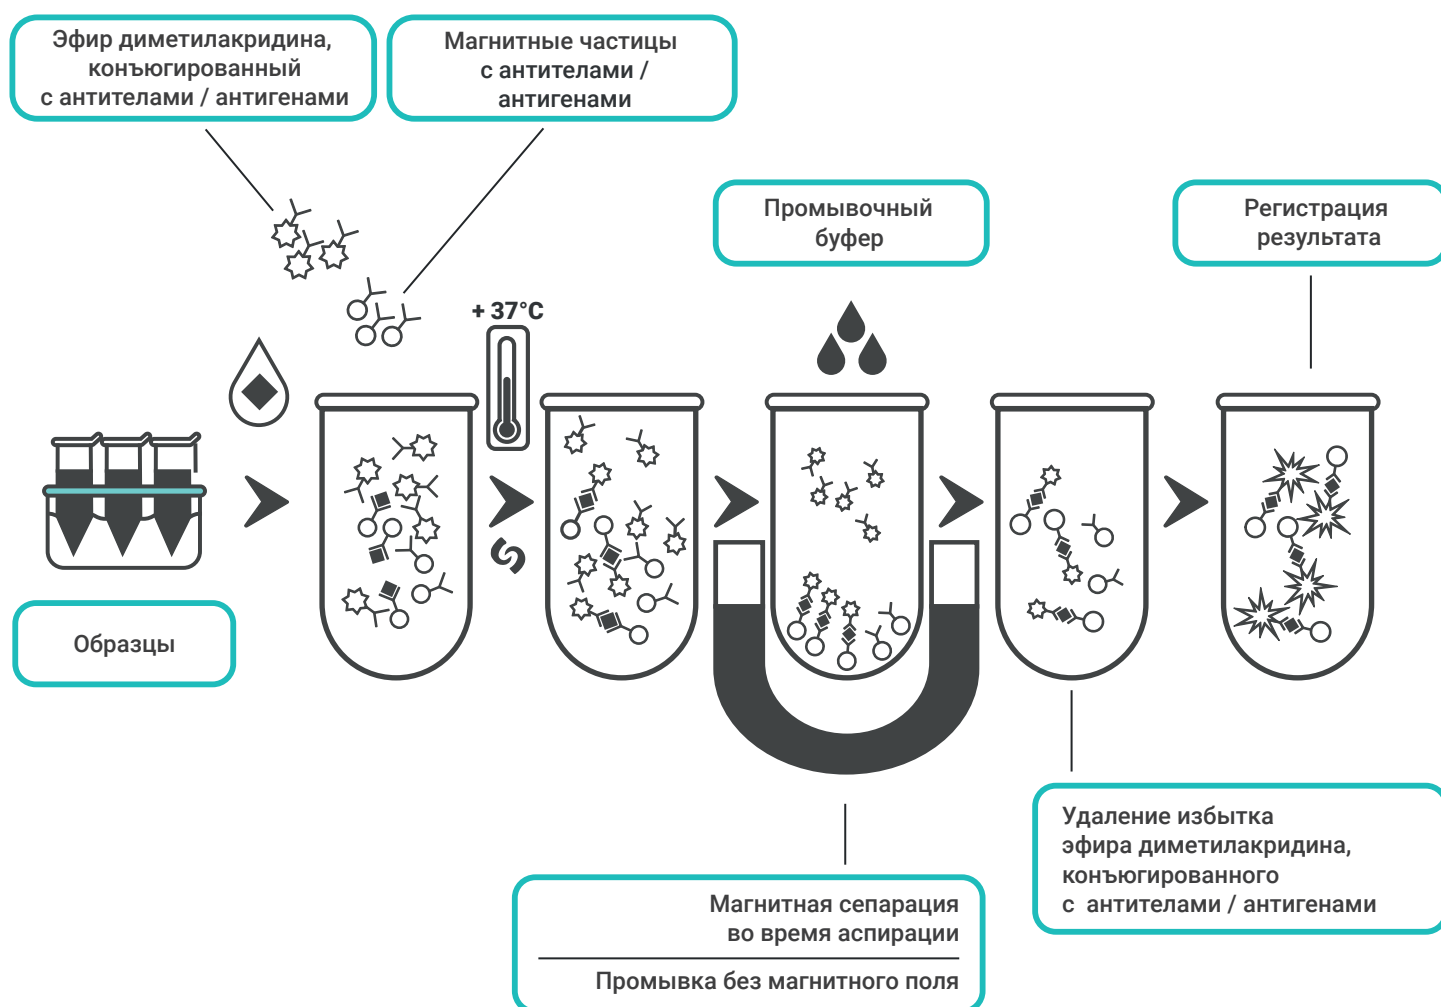 Эфир диметилакридина,
конъюгированный
с антителами / антигенами
Магнитные частицы
с антителами /
антигенами
Промывочный
буфер
Регистрация
результата
+ 37°C
Образцы
Удаление избытка
эфира диметилакридина,
конъюгированного
с антителами / антигенами
Магнитная сепарация
во время аспирации
Промывка без магнитного поля